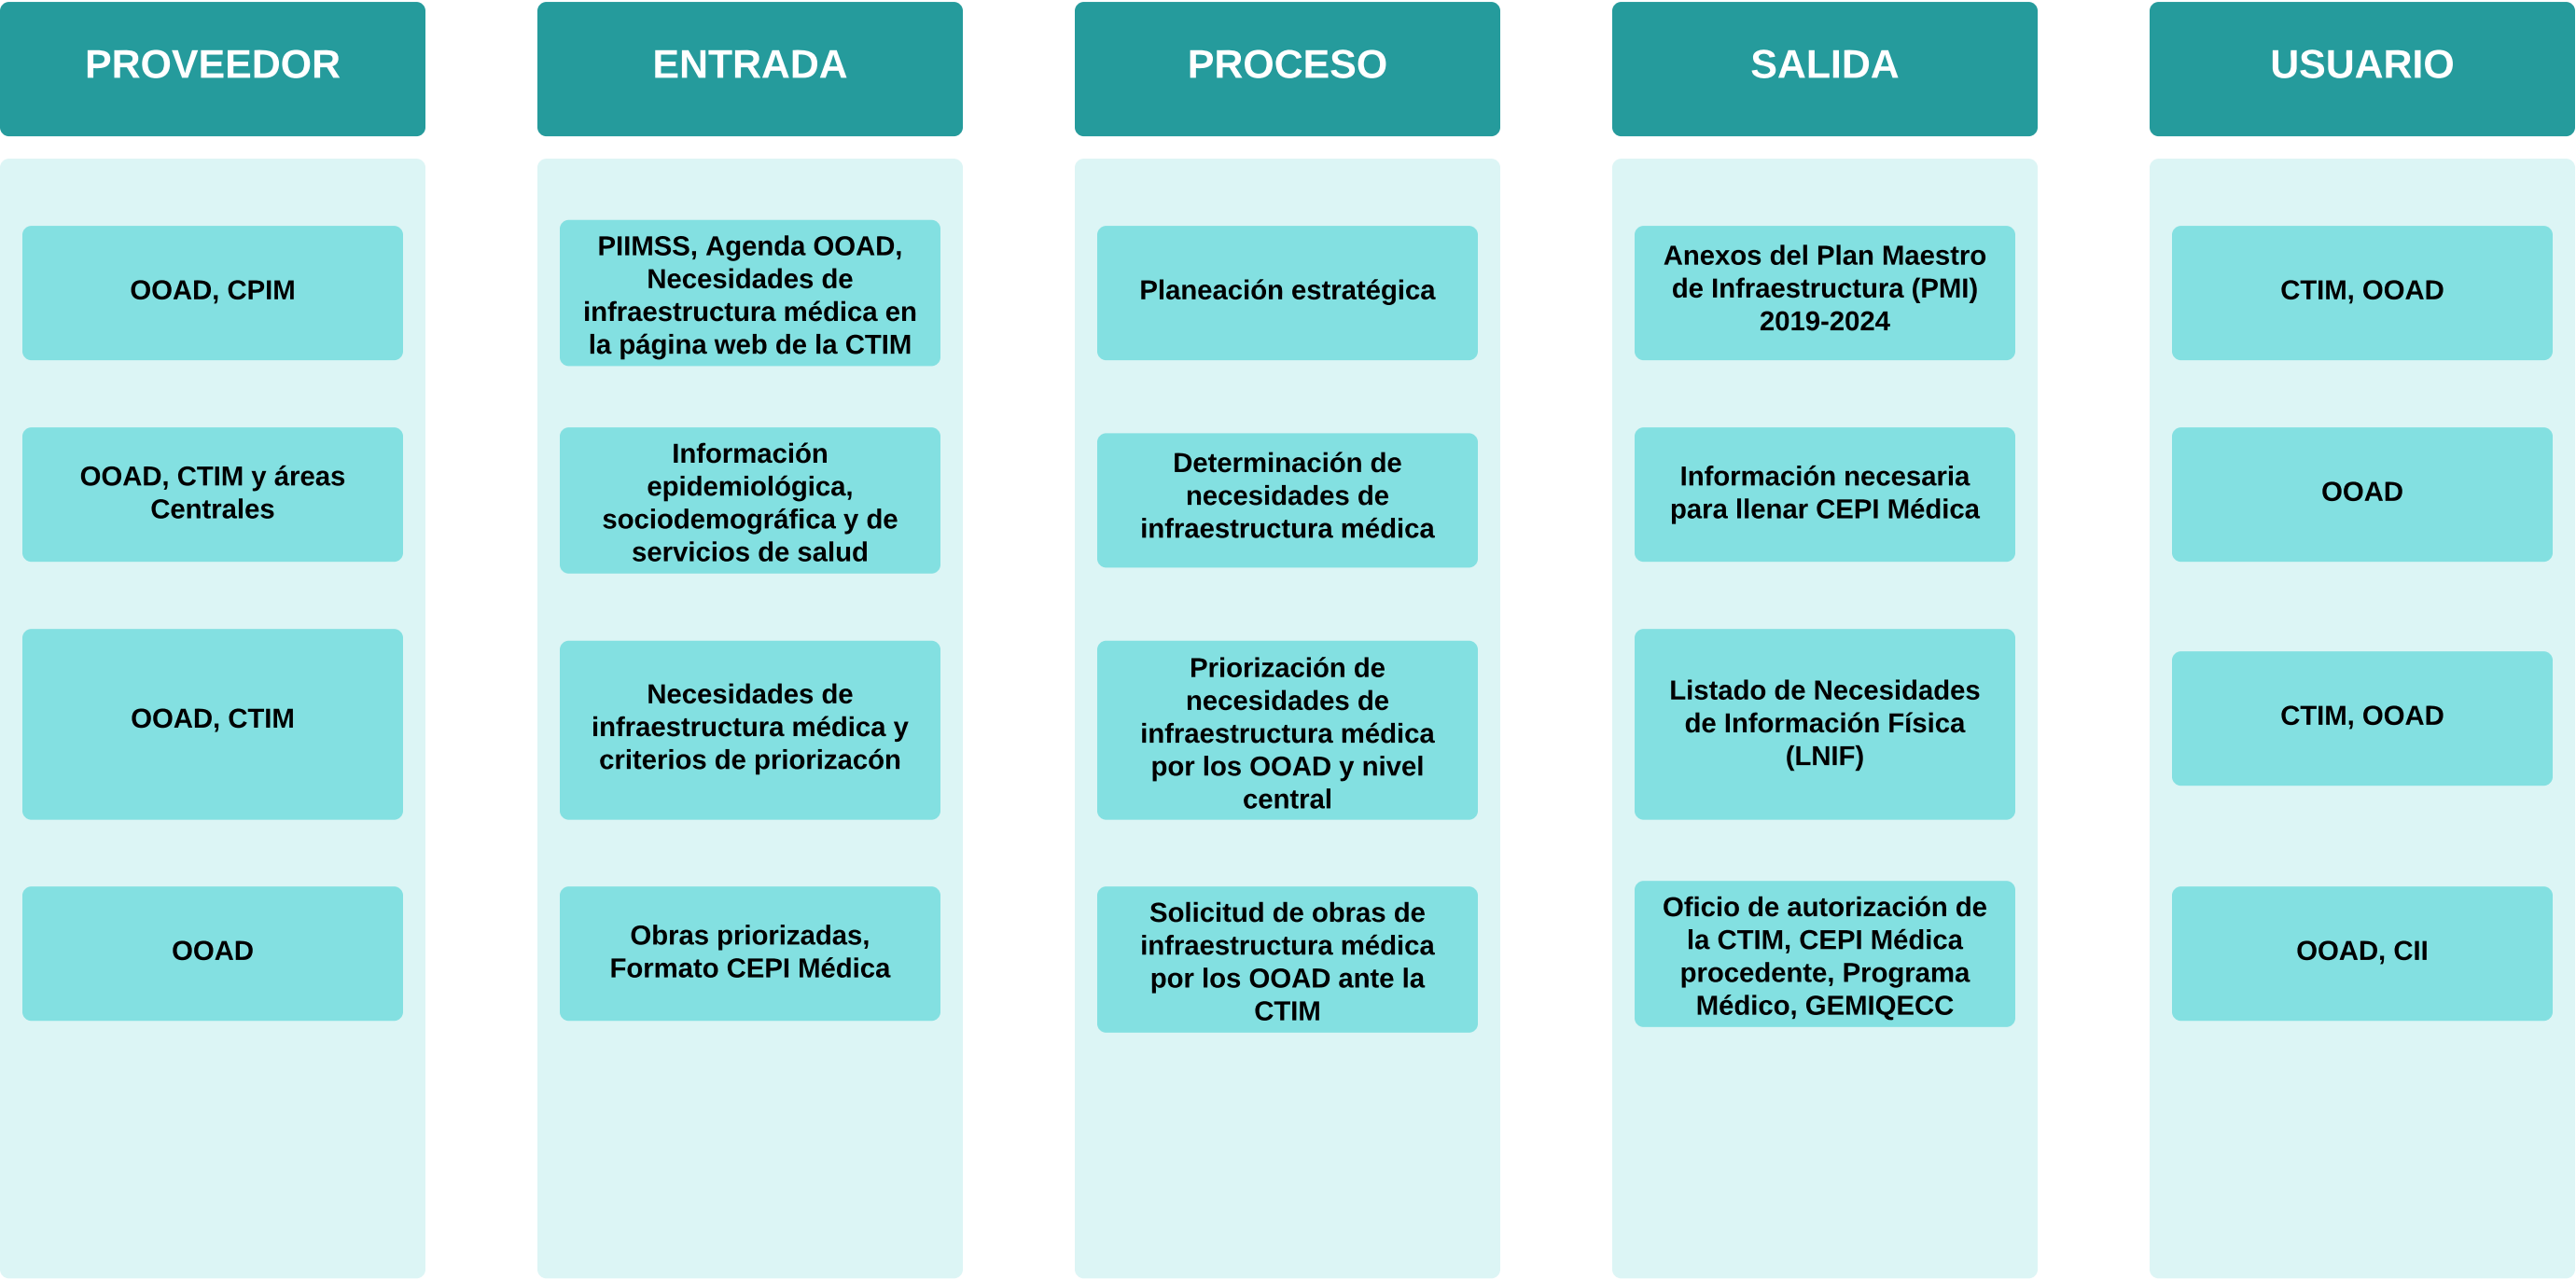 PROVEEDOR
ENTRADA
PROCESO
SALIDA
USUARIO
OOAD, CPIM
PIIMSS, Agenda OOAD,
Necesidades de
infraestructura médica en
la página web de la CTIM
Planeación estratégica
Anexos del Plan Maestro
de Infraestructura (PMI)
2019-2024
CTIM, OOAD
OOAD, CTIM y áreas
Centrales
Información
epidemiológica,
sociodemográfica y de
servicios de salud
Determinación de
necesidades de
infraestructura médica
Información necesaria
para llenar CEPI Médica
OOAD
OOAD, CTIM
Necesidades de
infraestructura médica y
criterios de priorizacón
Priorización de
necesidades de
infraestructura médica
por los OOAD y nivel
central
Listado de Necesidades
de Información Física
(LNIF)
CTIM, OOAD
OOAD
Obras priorizadas,
Formato CEPI Médica
Solicitud de obras de
infraestructura médica
por los OOAD ante la
CTIM
Oficio de autorización de
la CTIM, CEPI Médica
procedente, Programa
Médico, GEMIQECC
OOAD, CII